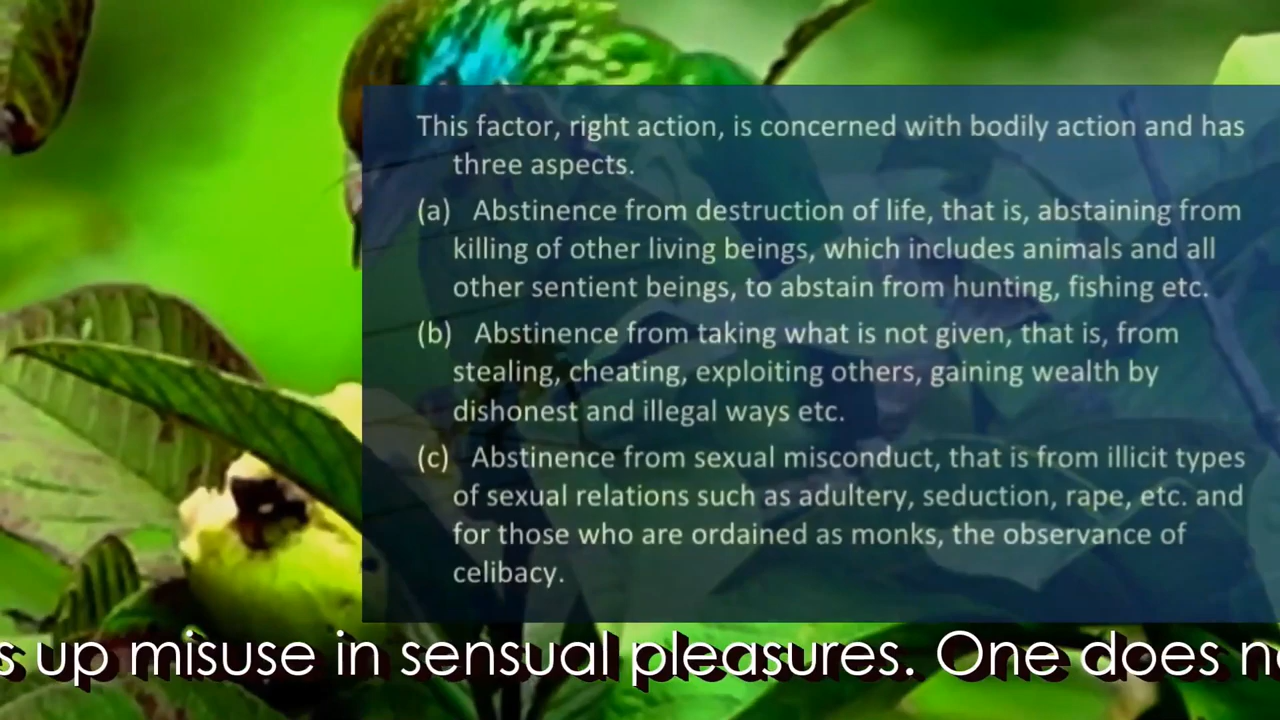 This factor, right action, is concerned with bodily action and has
three aspects.
(a) Abstinence from destruction of life, that is, abstaining from
killing of other living beings, which includes animals and all
other sentient beings, to abstain from hunting, fishing etc.
(b) Abstinence from taking what is not given, that is, from
stealing, cheating, exploiting others, gaining wealth by
dishonest and illegal ways etc.
(c) Abstinence from sexual misconduct, that is from illicit types
of sexual relations such as adultery, seduction, rape, etc. and
for those who are ordained as monks, the observance of
celibacy.
up misuse in sensual pleasures. One does